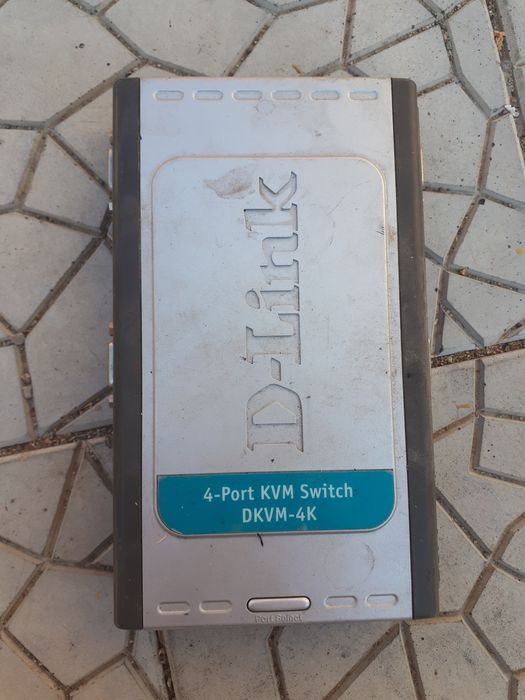 D-Link
4-Port KVM Switch
DKVM-4K
Port Select